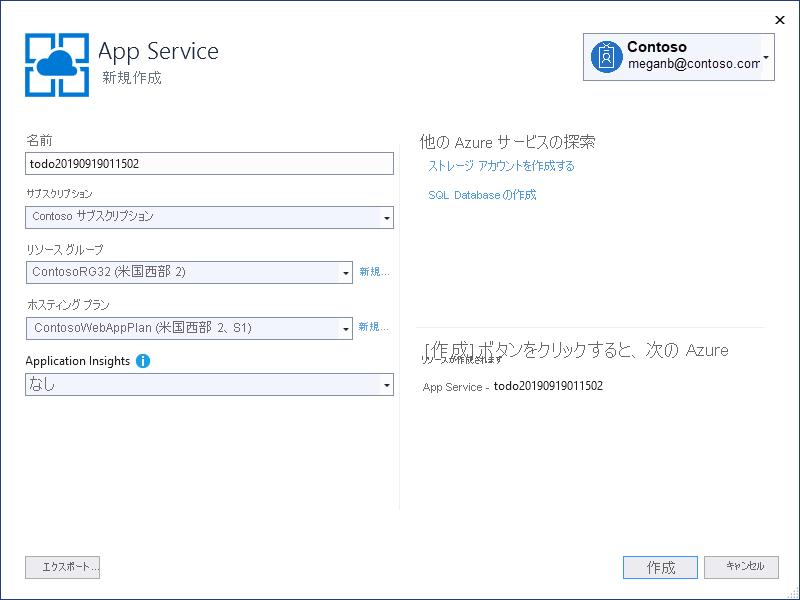 App Service
新規作成
Contoso
meganb@contoso.com
名前
todo20190919011502
サブスクリプション
Contoso サブスクリプション
リソース グループ
ContosoRG32 (米国西部 2)
新規...
ホスティング プラン
ContosoWebAppPlan (米国西部 2、S1)
新規...
Application Insights
なし
他の Azure サービスの探索
ストレージ アカウントを作成する
SQL Database の作成
[作成] ボタンをクリックすると、次の Azure
リソースが作成されます
App Service - todo20190919011502
エクスポート...
作成
キャンセル